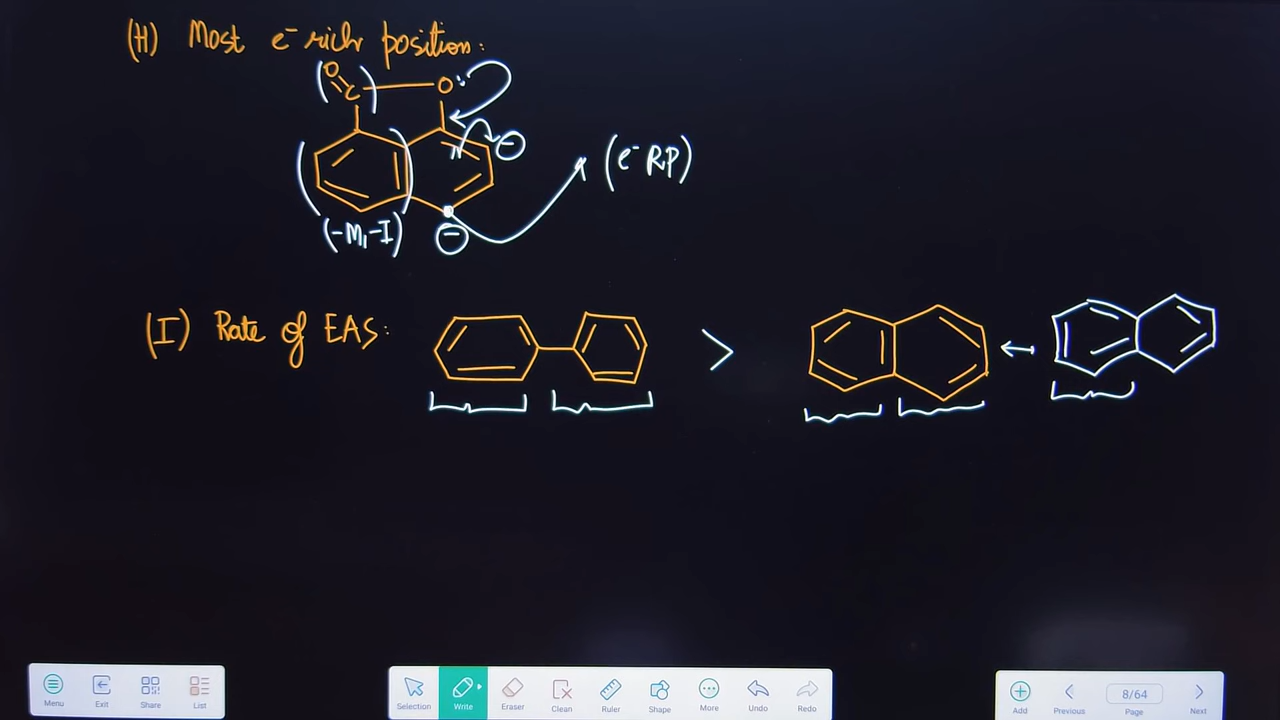 (H) Most e⁻ rich position:
O
C
O
⊖
(e⁻ RP)
(-M,-I)
⊖
(I) Rate of EAS:
>
Menu
Exit
Share
List
Selection
Write
Eraser
Clean
Ruler
Shape
More
Undo
Redo
Add
Previous
8/64
Page
Next